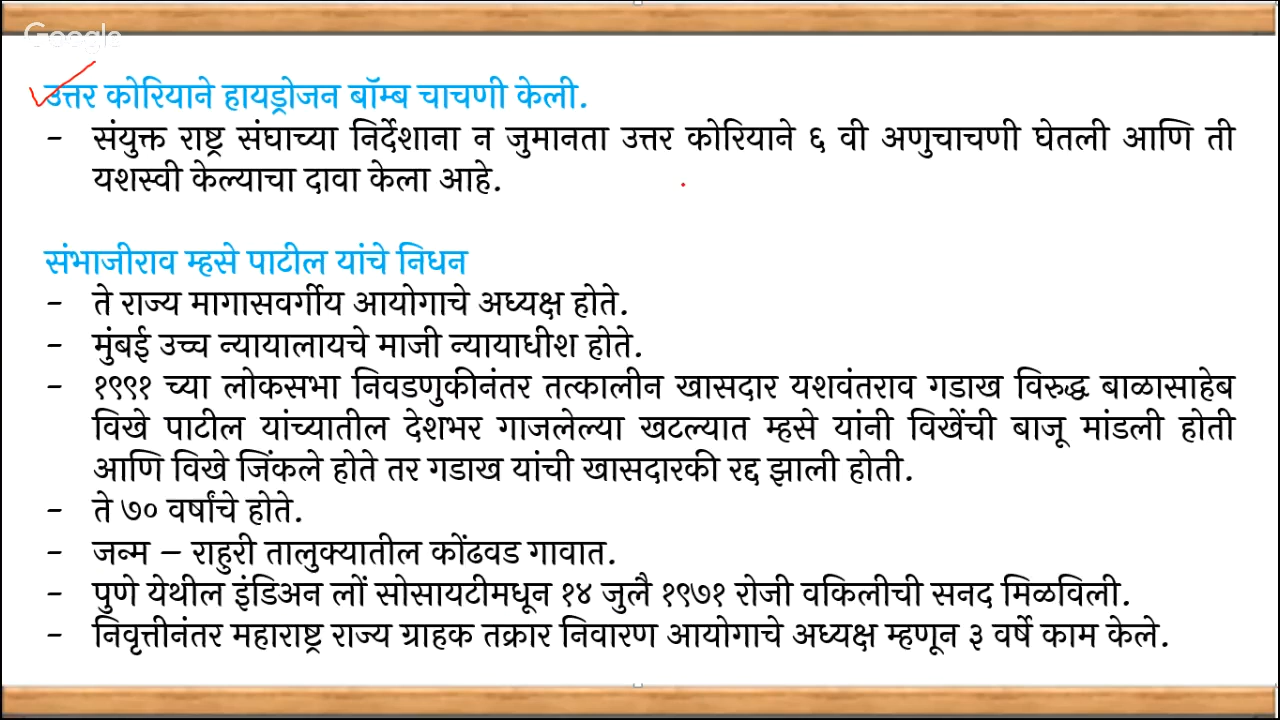 Google
उत्तर कोरियाने हायड्रोजन बॉम्ब चाचणी केली.
- संयुक्त राष्ट्र संघाच्या निर्देशाना न जुमानता उत्तर कोरियाने ६ वी अणुचाचणी घेतली आणि ती
यशस्वी केल्याचा दावा केला आहे.
संभाजीराव म्हसे पाटील यांचे निधन
- ते राज्य मागासवर्गीय आयोगाचे अध्यक्ष होते.
- मुंबई उच्च न्यायालायचे माजी न्यायाधीश होते.
- १९९१ च्या लोकसभा निवडणुकीनंतर तत्कालीन खासदार यशवंतराव गडाख विरुद्ध बाळासाहेब
विखे पाटील यांच्यातील देशभर गाजलेल्या खटल्यात म्हसे यांनी विखेंची बाजू मांडली होती
आणि विखे जिंकले होते तर गडाख यांची खासदारकी रद्द झाली होती.
- ते ७० वर्षांचे होते.
- जन्म – राहुरी तालुक्यातील कोंढवड गावात.
- पुणे येथील इंडिअन लॉ सोसायटीमधून १४ जुलै १९७१ रोजी वकिलीची सनद मिळविली.
- निवृत्तीनंतर महाराष्ट्र राज्य ग्राहक तक्रार निवारण आयोगाचे अध्यक्ष म्हणून ३ वर्षे काम केले.